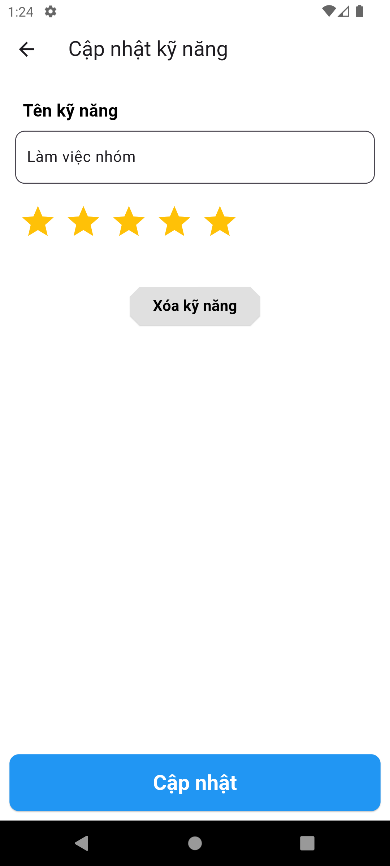 1:24
Cập nhật kỹ năng
Tên kỹ năng
Làm việc nhóm
Xóa kỹ năng
Cập nhật